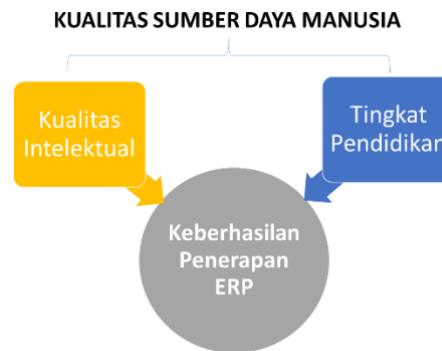 KUALITAS SUMBER DAYA MANUSIA
Kualitas
Intelektual
Tingkat
Pendidikan
Keberhasilan
Penerapan
ERP